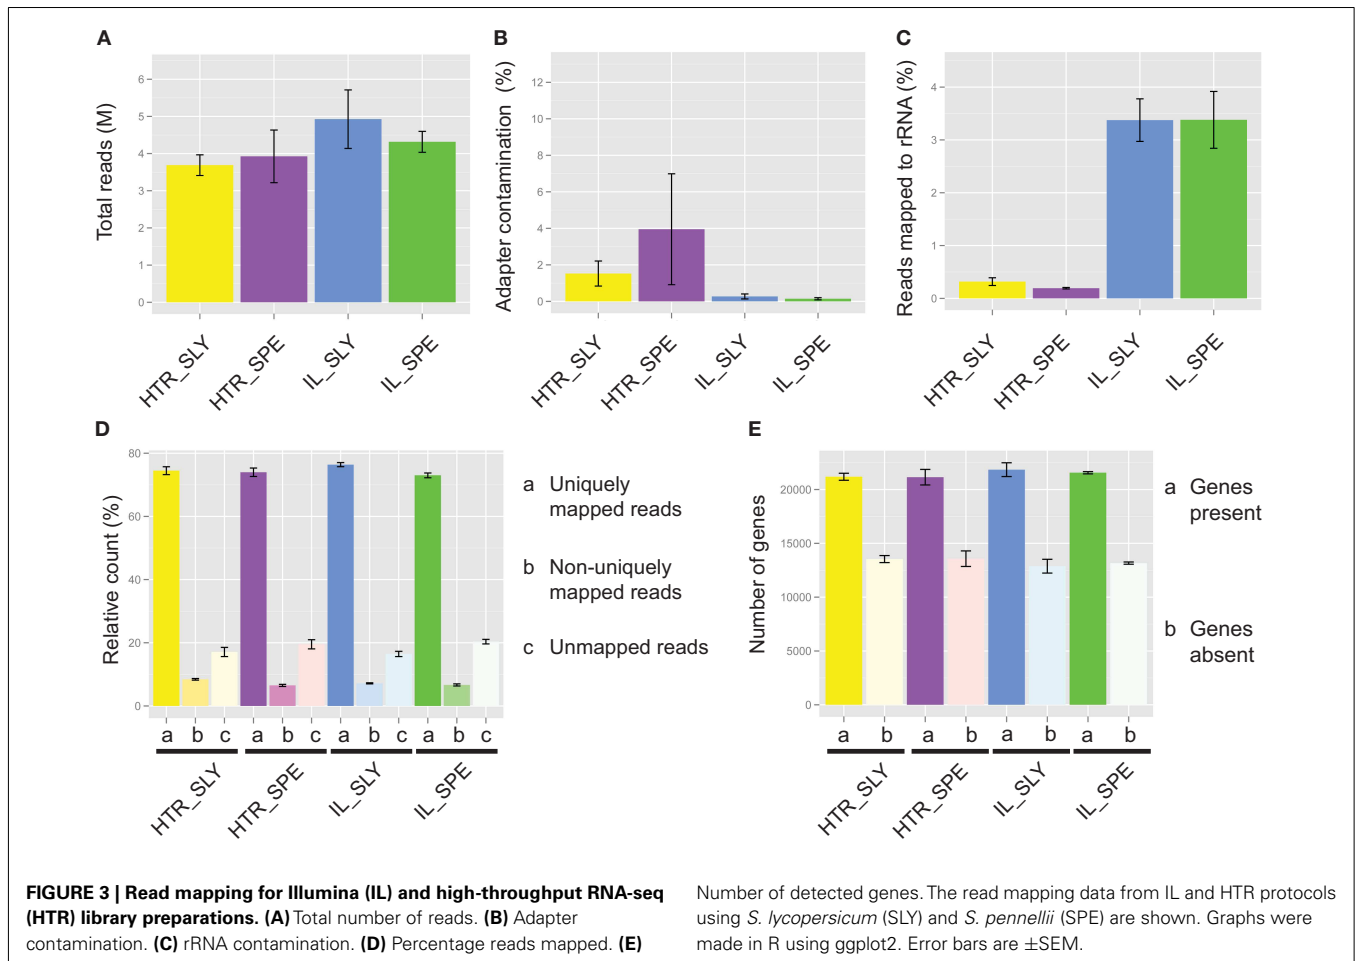 A
Total reads (M)
6
5
4
3
2
1
0
HTR_SLY
HTR_SPE
IL_SLY
IL_SPE
B
Adapter contamination (%)
12
10
8
6
4
2
0
HTR_SLY
HTR_SPE
IL_SLY
IL_SPE
C
Reads mapped to rRNA (%)
4
3
2
1
0
HTR_SLY
HTR_SPE
IL_SLY
IL_SPE
D
Relative count (%)
80
60
40
20
0
a b c a b c a b c a b c
HTR_SLY
HTR_SPE
IL_SLY
IL_SPE
a Uniquely
mapped reads
b Non-uniquely
mapped reads
c Unmapped reads
E
Number of genes
20000
15000
10000
5000
0
a b a b a b a b
HTR_SLY
HTR_SPE
IL_SLY
IL_SPE
a Genes
present
b Genes
absent
FIGURE 3 | Read mapping for Illumina (IL) and high-throughput RNA-seq
(HTR) library preparations. (A) Total number of reads. (B) Adapter
contamination. (C) rRNA contamination. (D) Percentage reads mapped. (E)
Number of detected genes. The read mapping data from IL and HTR protocols
using S. lycopersicum (SLY) and S. pennellii (SPE) are shown. Graphs were
made in R using ggplot2. Error bars are ±SEM.